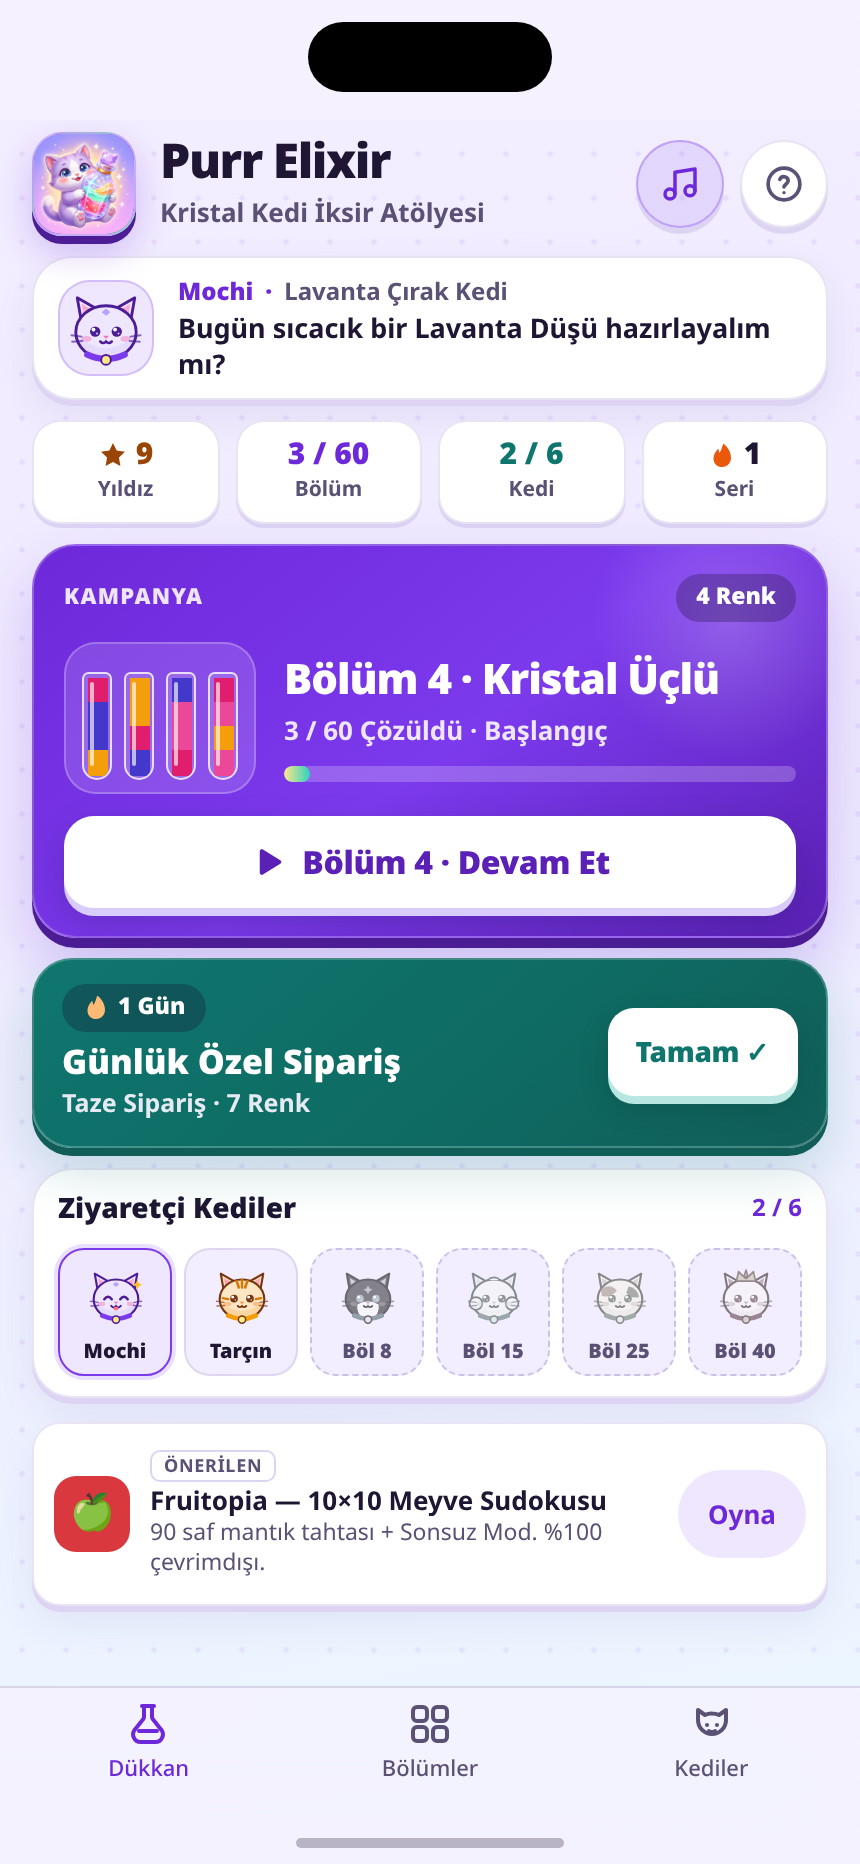 Purr Elixir
Kristal Kedi İksir Atölyesi
Mochi · Lavanta Çırak Kedi
Bugün sıcacık bir Lavanta Düşü hazırlayalım
mı?
9
Yıldız
3 / 60
Bölüm
2 / 6
Kedi
1
Seri
KAMPANYA
4 Renk
Bölüm 4 · Kristal Üçlü
3 / 60 Çözüldü · Başlangıç
Bölüm 4 · Devam Et
1 Gün
Günlük Özel Sipariş
Taze Sipariş · 7 Renk
Tamam ✓
Ziyaretçi Kediler
2 / 6
Mochi
Tarçın
Böl 8
Böl 15
Böl 25
Böl 40
ÖNERİLEN
Fruitopia — 10×10 Meyve Sudokusu
90 saf mantık tahtası + Sonsuz Mod. %100
çevrimdışı.
Oyna
Dükkan
Bölümler
Kediler